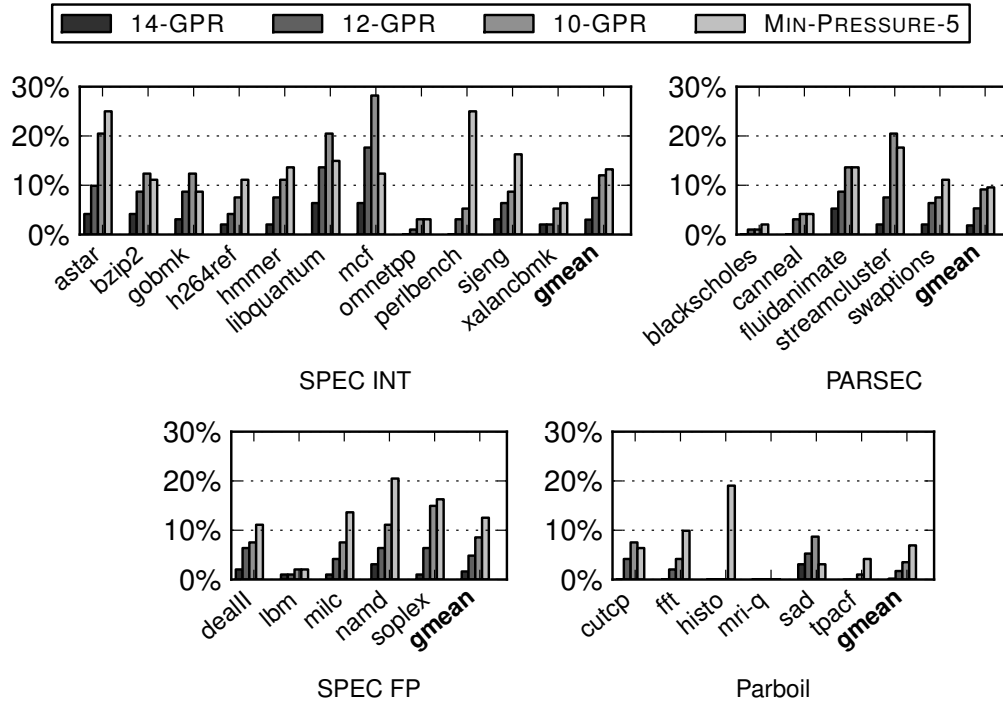 14-GPR 12-GPR 10-GPR MIN-PRESSURE-5
30%
20%
10%
0%
astar
bzip2
gobmk
h264ref
hmmer
libquantum
mcf
omnetpp
perlbench
sjeng
xalancbmk
gmean
SPEC INT
30%
20%
10%
0%
blackscholes
canneal
fluidanimate
streamcluster
swaptions
gmean
PARSEC
30%
20%
10%
0%
dealII
lbm
milc
namd
soplex
gmean
SPEC FP
30%
20%
10%
0%
cutcp
fft
histo
mri-q
sad
tpacf
gmean
Parboil